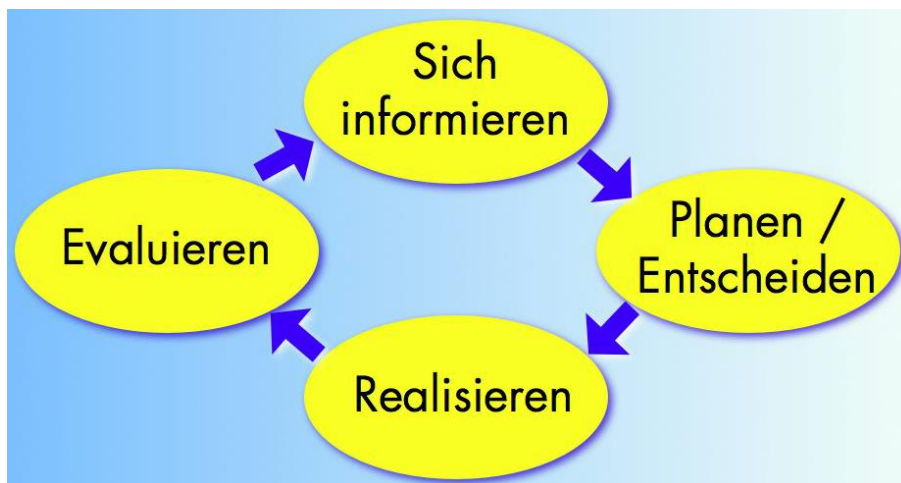 Sich
informieren
Planen /
Entscheiden
Realisieren
Evaluieren